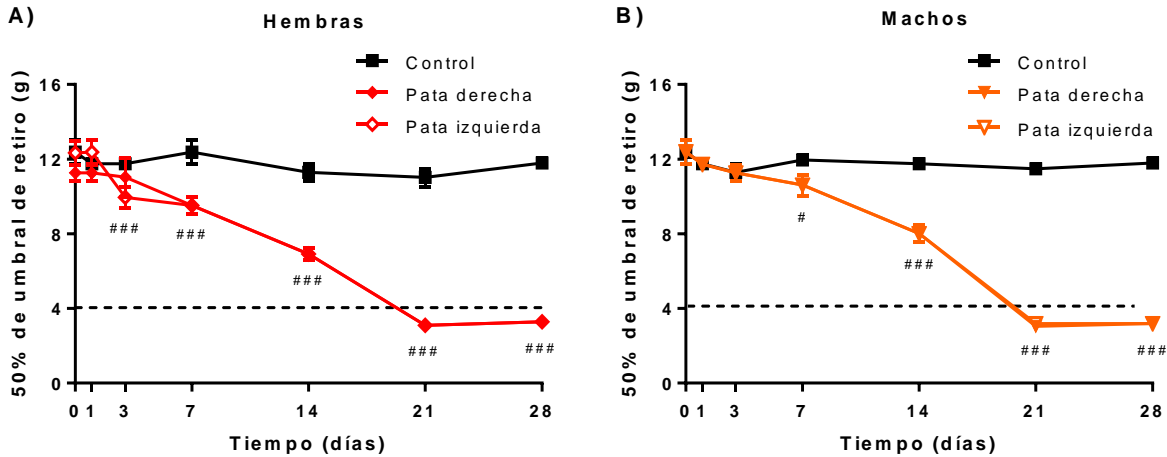 A)
Hembras
Control
Pata derecha
Pata izquierda
50% de umbral de retiro (g)
16
12
8
4
0
###
###
###
###
###
0 1 3 7 14 21 28
Tiempo (días)
B)
Machos
Control
Pata derecha
Pata izquierda
50% de umbral de retiro (g)
16
12
8
4
0
#
###
###
###
0 1 3 7 14 21 28
Tiempo (días)